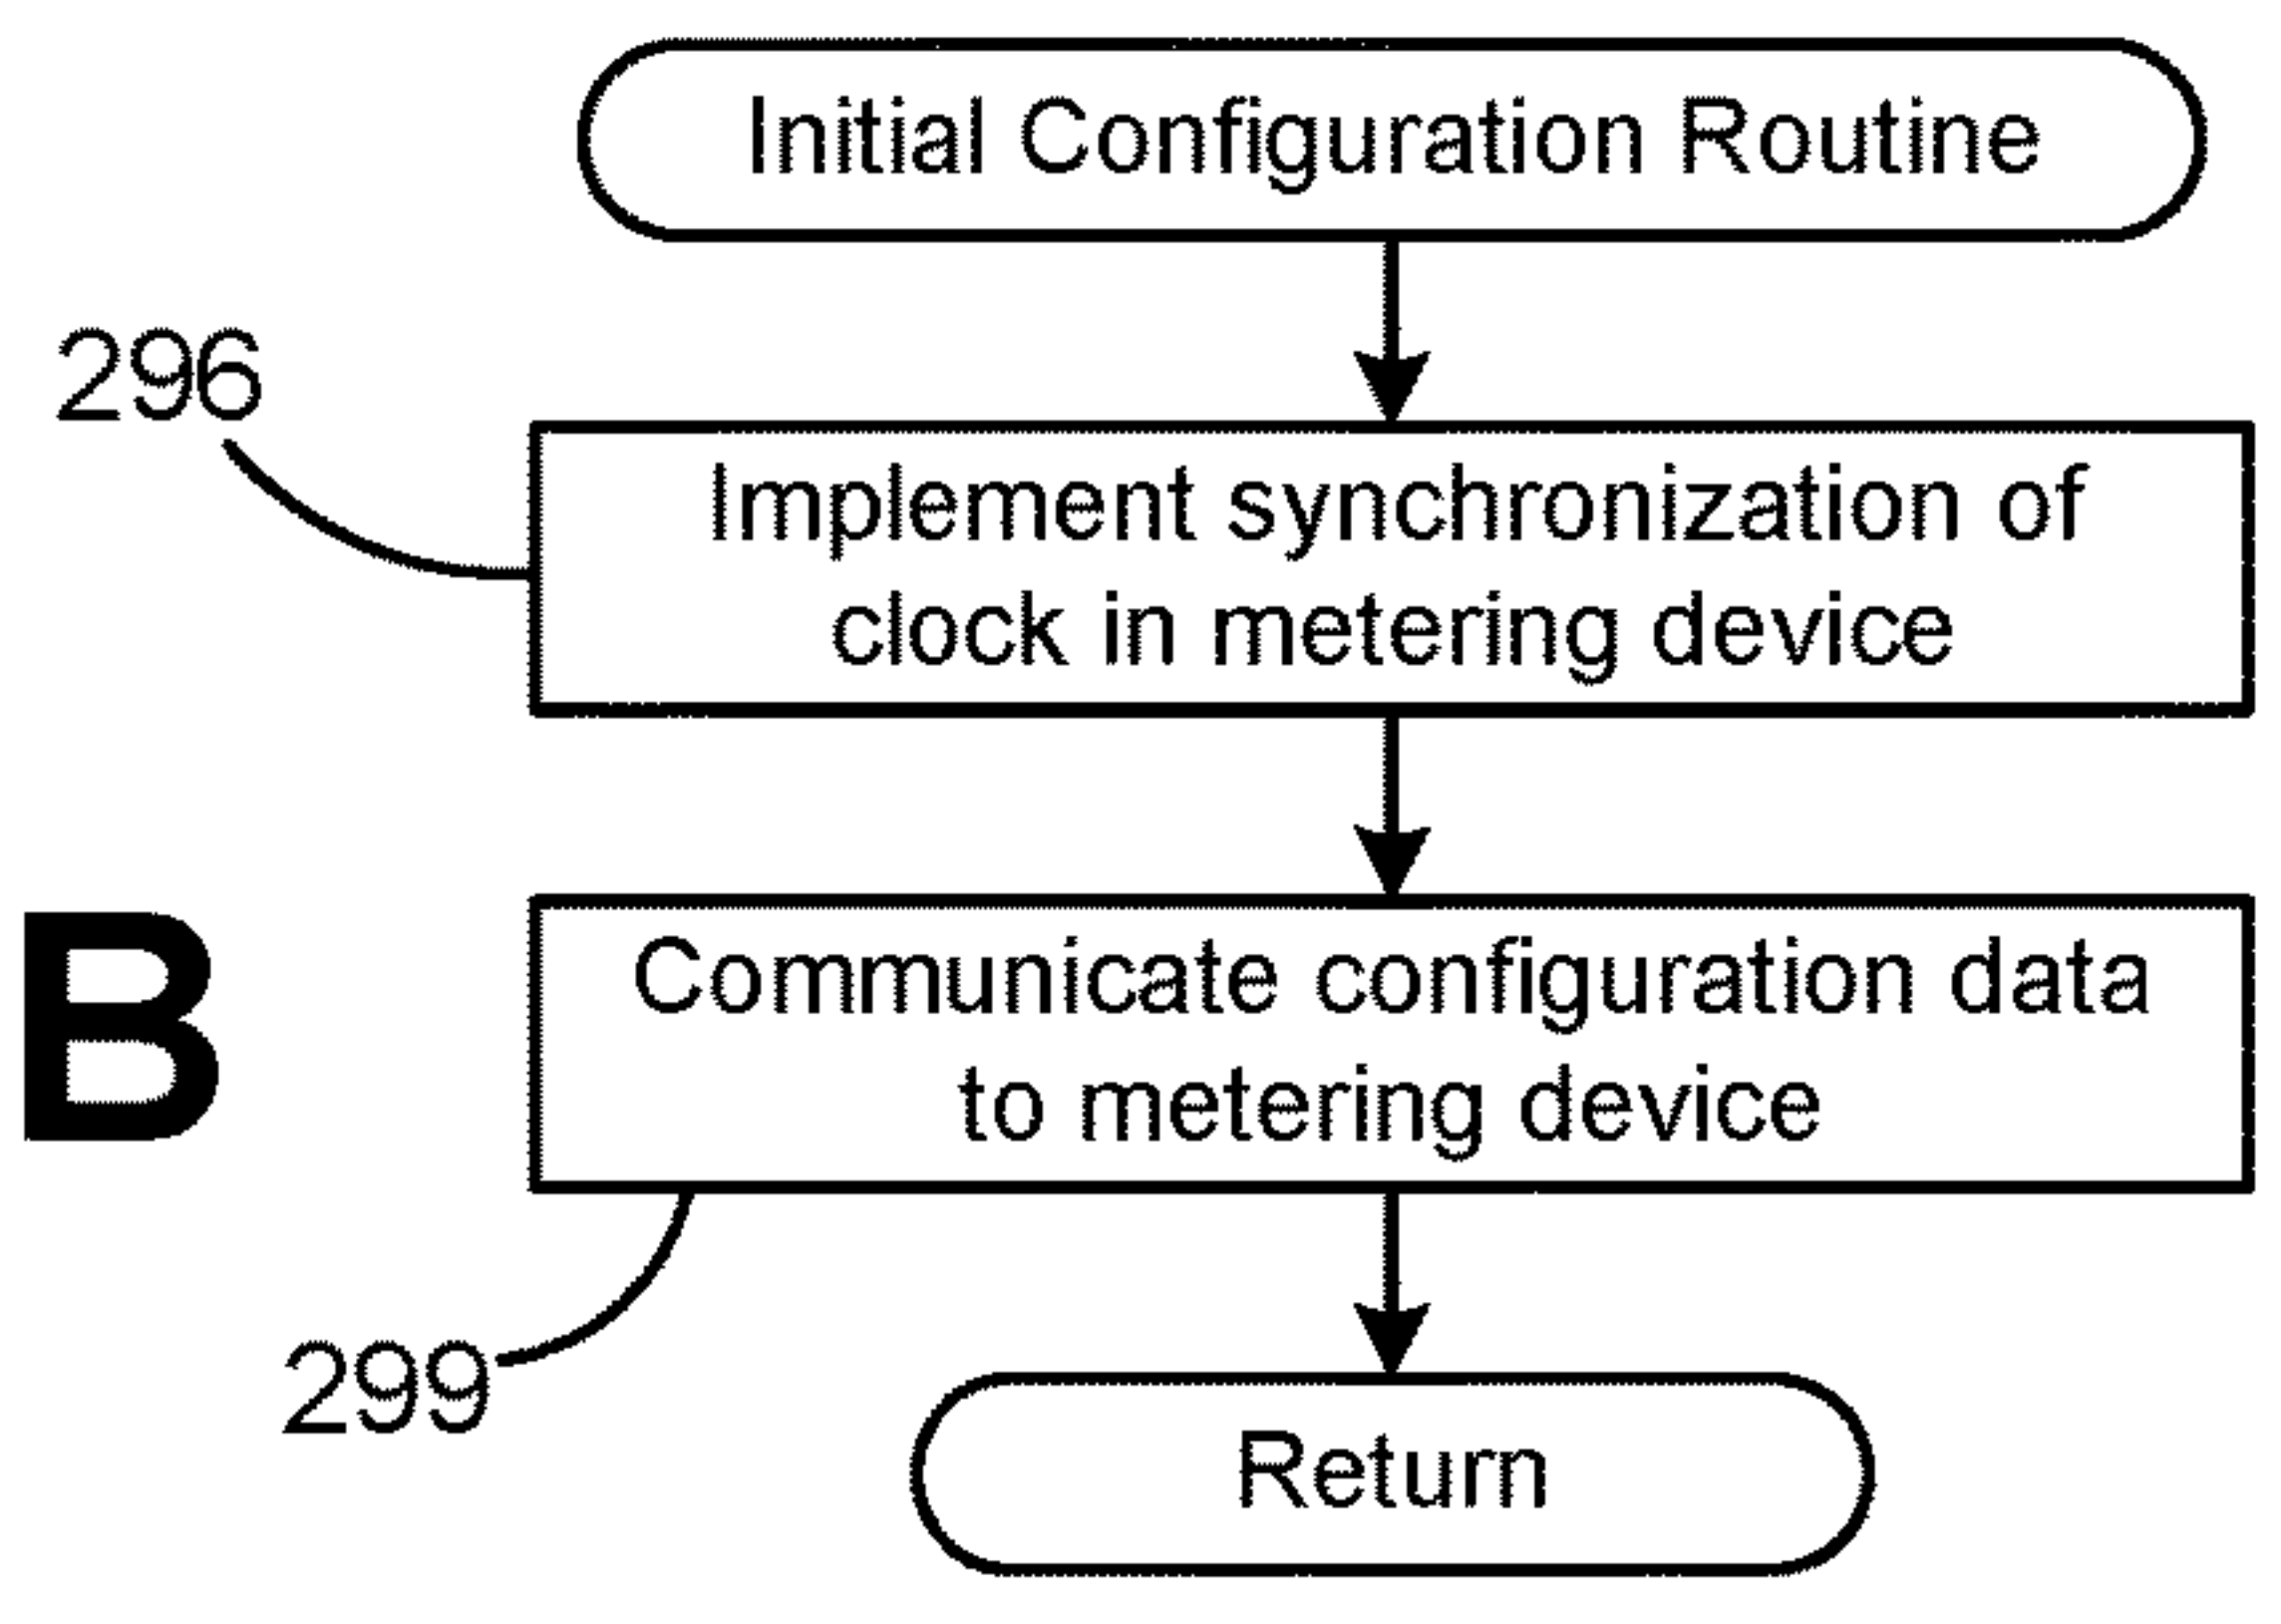 Initial Configuration Routine
296
Implement synchronization of
clock in metering device
B
Communicate configuration data
to metering device
299
Return